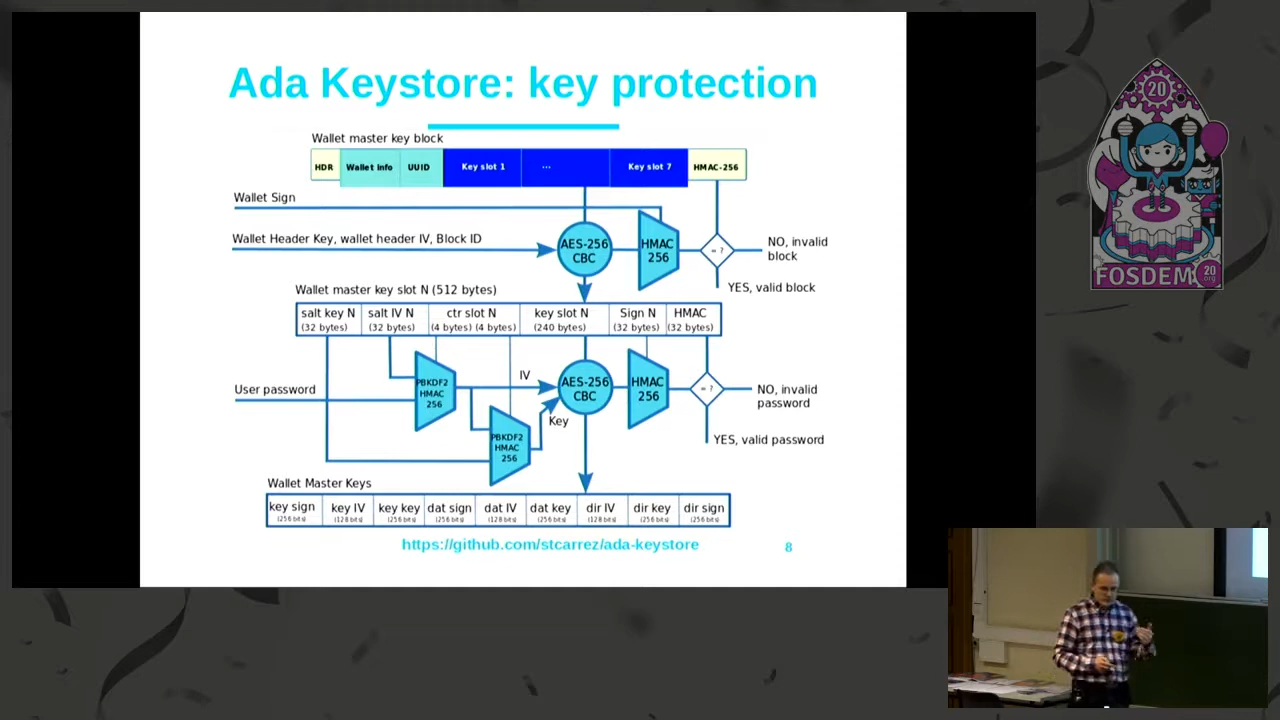 Ada Keystore: key protection
Wallet master key block
HDR
Wallet info
UUID
Key slot 1
...
Key slot 7
HMAC-256
Wallet Sign
Wallet Header Key, wallet header IV, Block ID
AES-256
CBC
HMAC
256
= ?
NO, invalid
block
YES, valid block
Wallet master key slot N (512 bytes)
salt key N
(32 bytes)
salt IV N
(32 bytes)
ctr slot N
(4 bytes) (4 bytes)
key slot N
(240 bytes)
Sign N
(32 bytes)
HMAC
(32 bytes)
User password
PBKDF2
HMAC
256
IV
AES-256
CBC
HMAC
256
= ?
NO, invalid
password
Key
PBKDF2
HMAC
256
YES, valid password
Wallet Master Keys
key sign
(256 bits)
key IV
(128 bits)
key key
(256 bits)
dat sign
(256 bits)
dat IV
(128 bits)
dat key
(256 bits)
dir IV
(128 bits)
dir key
(256 bits)
dir sign
(256 bits)
https://github.com/stcarrez/ada-keystore
8
20
FOSDEM
20
.org